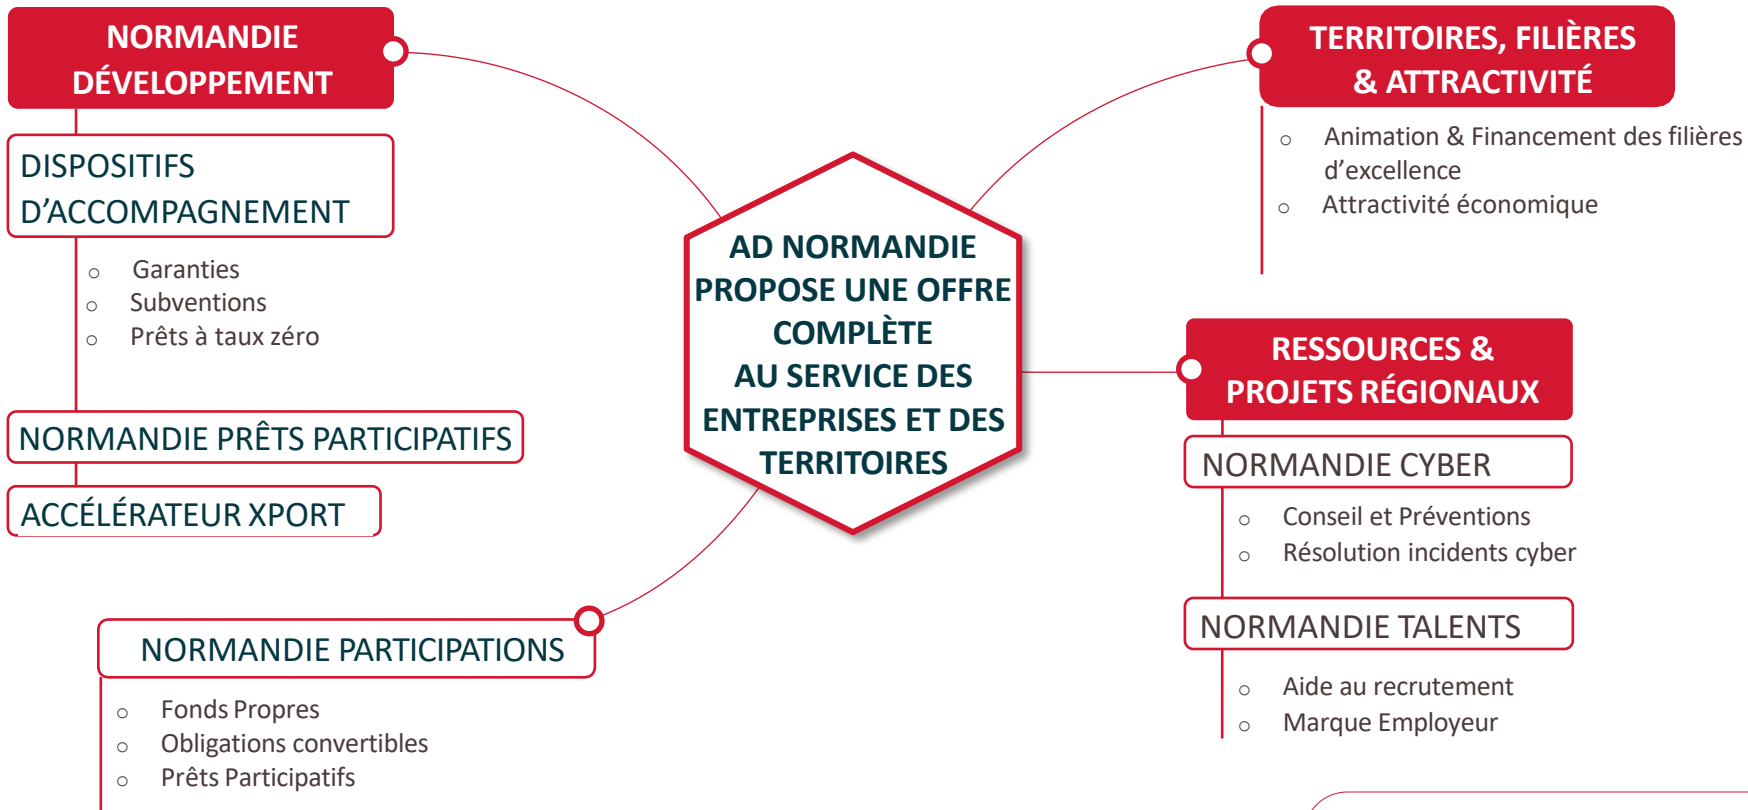 NORMANDIE
DÉVELOPPEMENT
DISPOSITIFS
D’ACCOMPAGNEMENT
o Garanties
o Subventions
o Prêts à taux zéro
NORMANDIE PRÊTS PARTICIPATIFS
ACCÉLÉRATEUR XPORT
NORMANDIE PARTICIPATIONS
o Fonds Propres
o Obligations convertibles
o Prêts Participatifs
AD NORMANDIE
PROPOSE UNE OFFRE
COMPLÈTE
AU SERVICE DES
ENTREPRISES ET DES
TERRITOIRES
TERRITOIRES, FILIÈRES
& ATTRACTIVITÉ
o Animation & Financement des filières
d’excellence
o Attractivité économique
RESSOURCES &
PROJETS RÉGIONAUX
NORMANDIE CYBER
o Conseil et Préventions
o Résolution incidents cyber
NORMANDIE TALENTS
o Aide au recrutement
o Marque Employeur